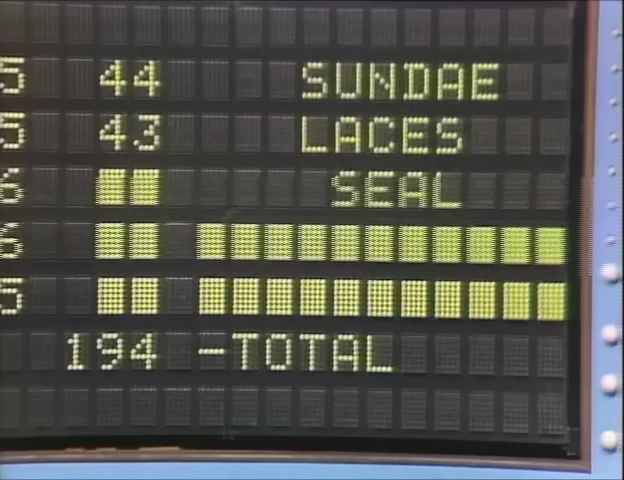 5 44 SUNDAE
5 43 LACES
6 SEAL
6
5
194 -TOTAL